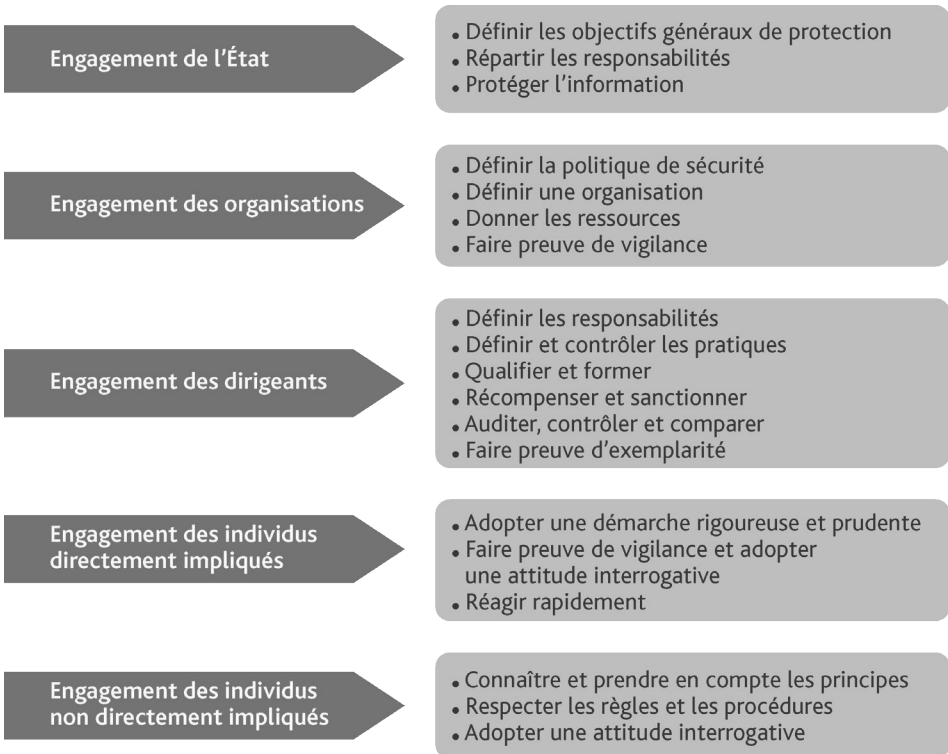 Engagement de l'État
• Définir les objectifs généraux de protection
• Répartir les responsabilités
• Protéger l'information
Engagement des organisations
• Définir la politique de sécurité
• Définir une organisation
• Donner les ressources
• Faire preuve de vigilance
Engagement des dirigeants
• Définir les responsabilités
• Définir et contrôler les pratiques
• Qualifier et former
• Récompenser et sanctionner
• Auditer, contrôler et comparer
• Faire preuve d'exemplarité
Engagement des individus
directement impliqués
• Adopter une démarche rigoureuse et prudente
• Faire preuve de vigilance et adopter
une attitude interrogative
• Réagir rapidement
Engagement des individus
non directement impliqués
• Connaître et prendre en compte les principes
• Respecter les règles et les procédures
• Adopter une attitude interrogative